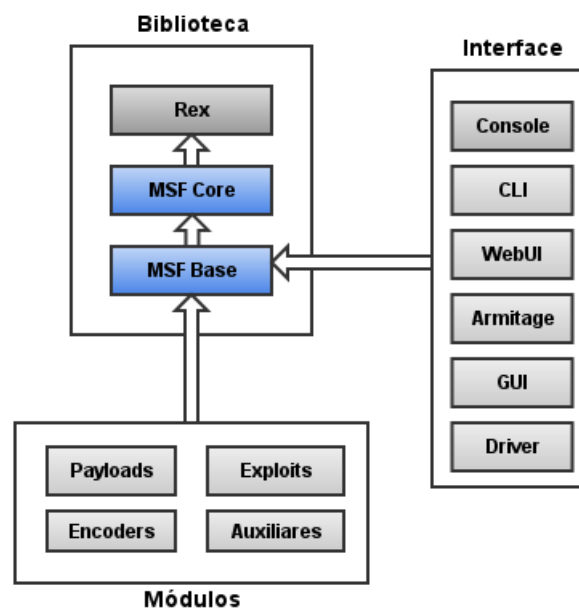 Biblioteca
Rex
MSF Core
MSF Base
Interface
Console
CLI
WebUI
Armitage
GUI
Driver
Payloads
Exploits
Encoders
Auxiliares
Módulos